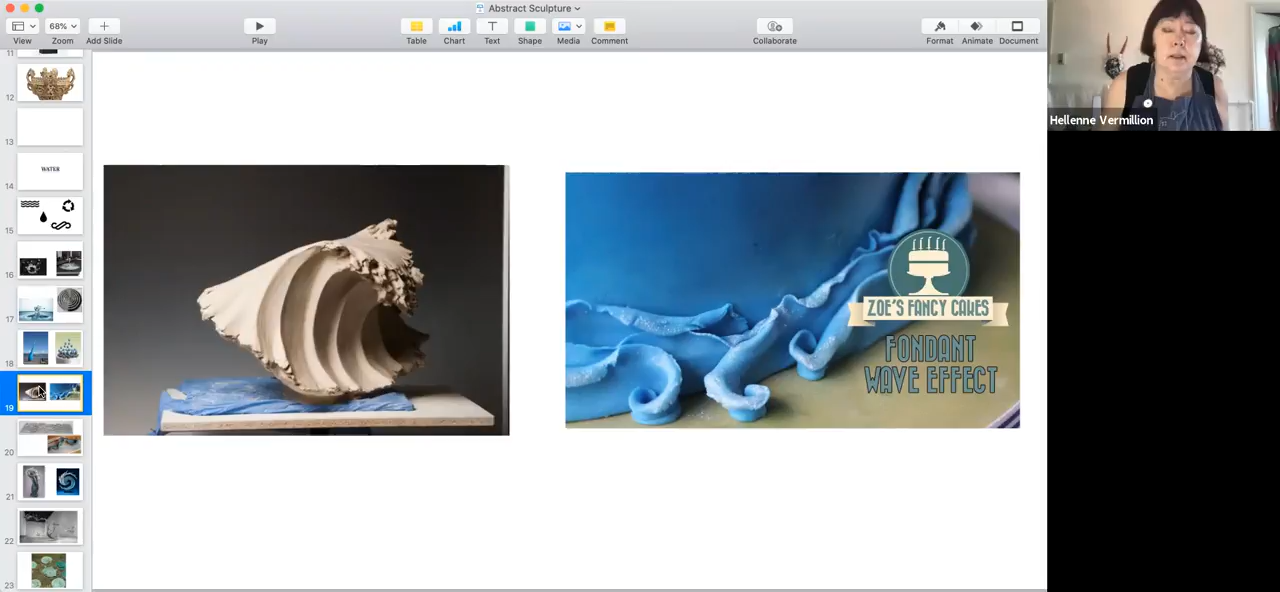 Abstract Sculpture
68%
View
Zoom
Add Slide
Play
Table
Chart
Text
Shape
Media
Comment
Collaborate
Format
Animate
Document
Hellenne Vermillion
11
12
13
14
WATER
15
16
17
18
19
20
21
22
23
ZOE'S FANCY CAKES
FONDANT
WAVE EFFECT